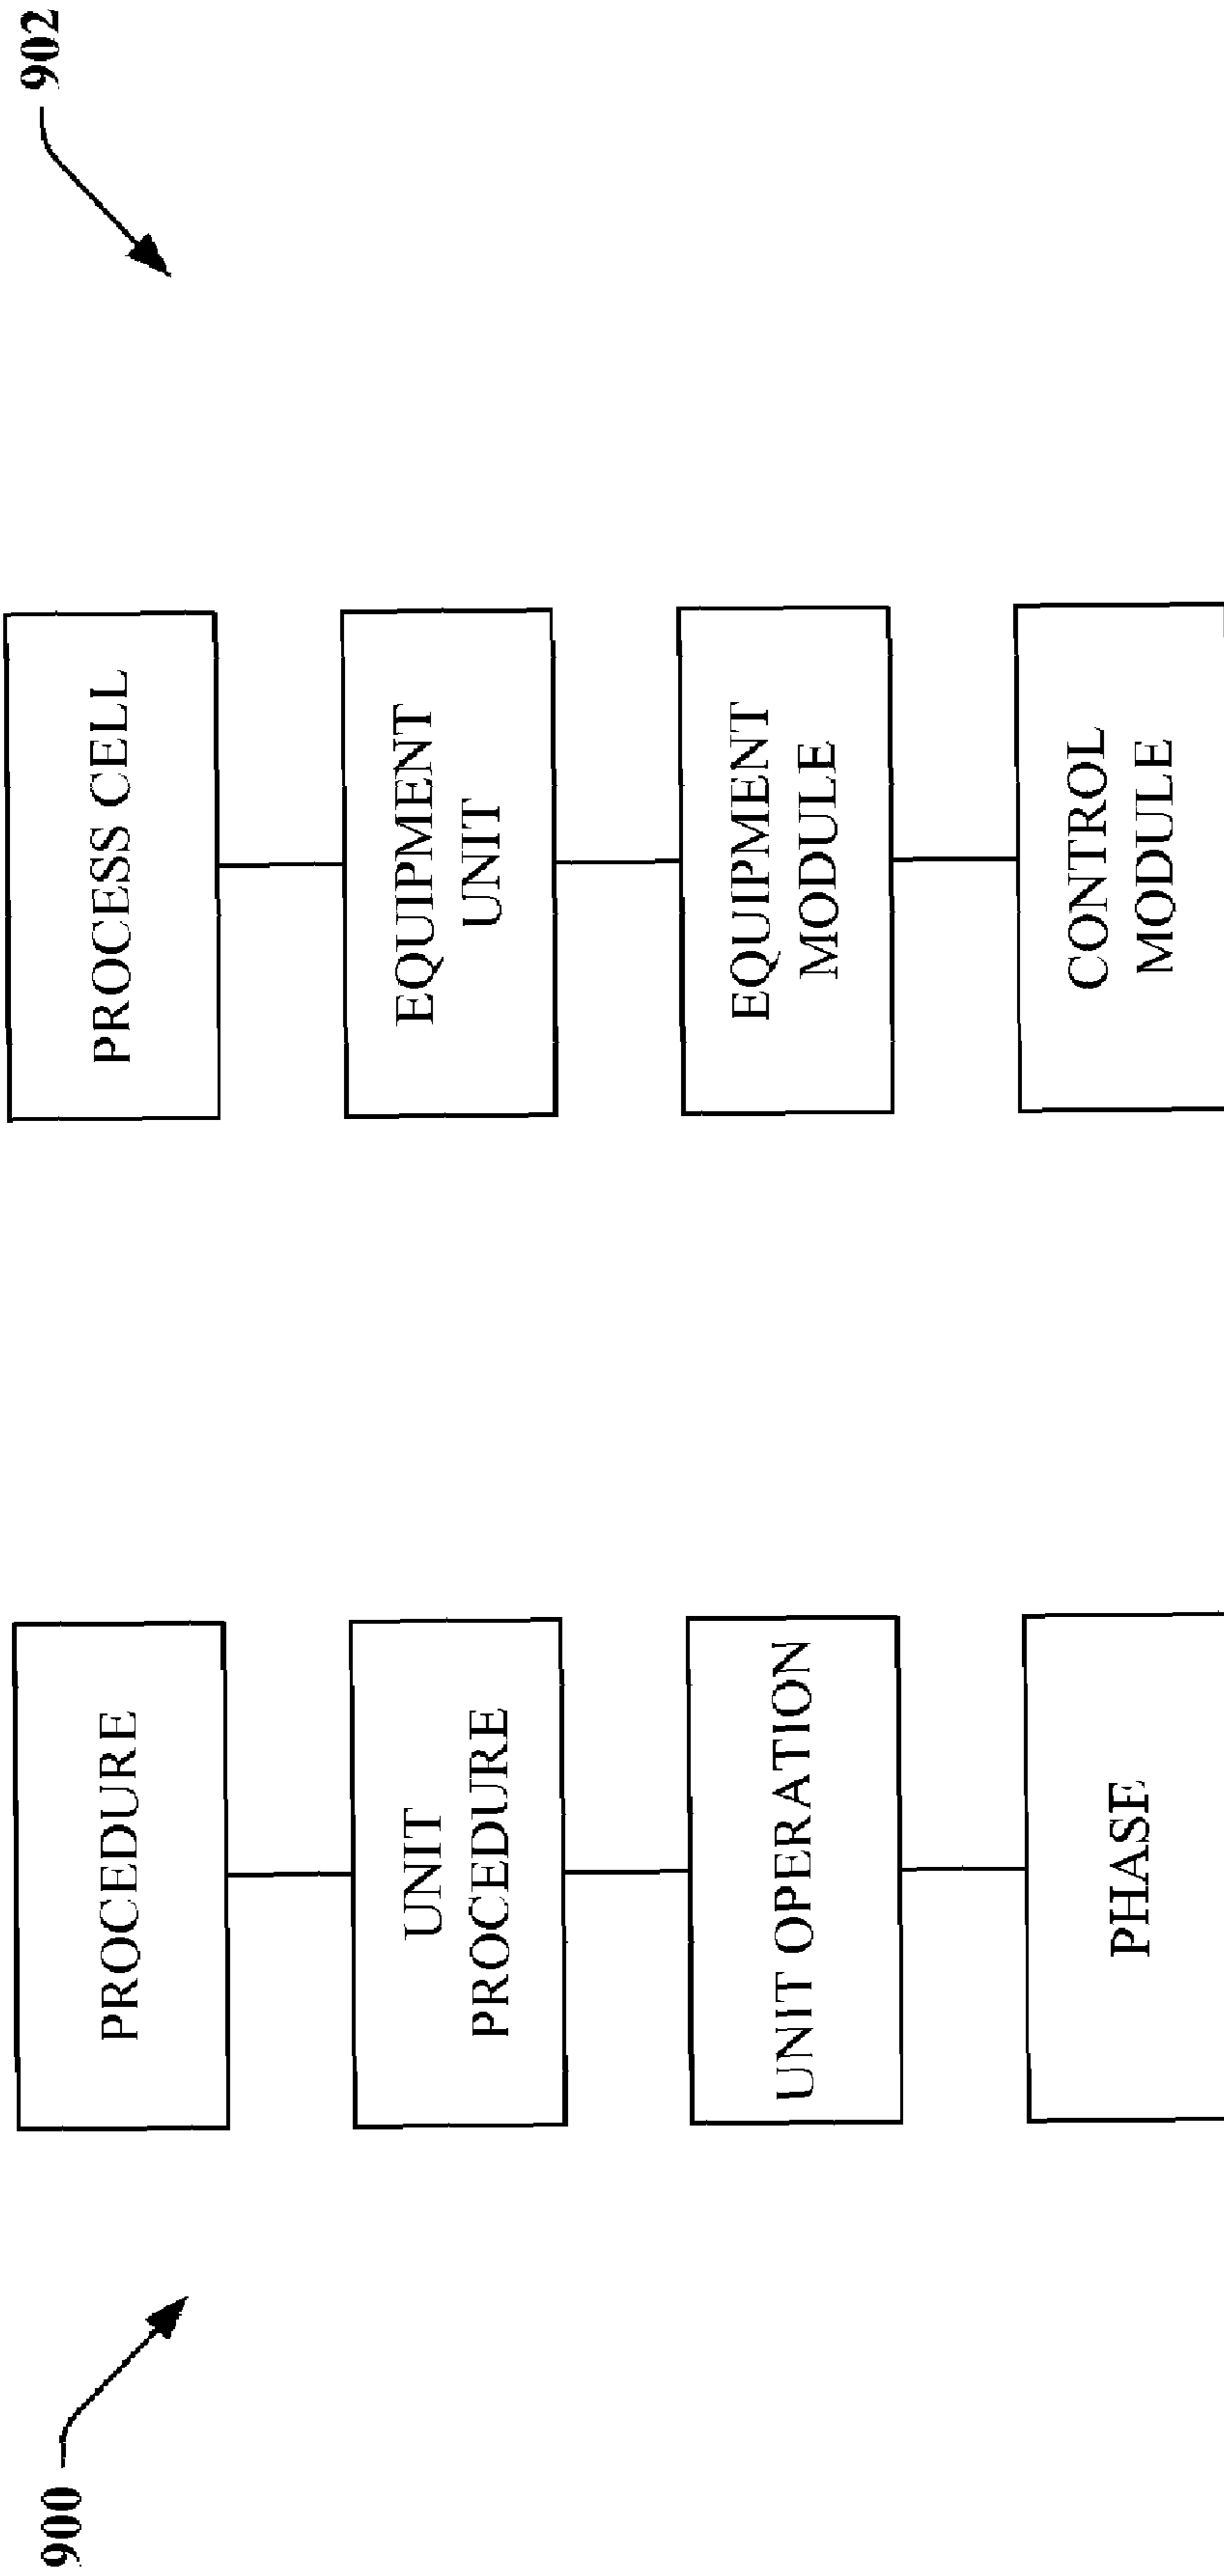 900
PROCEDURE
UNIT
PROCEDURE
UNIT OPERATION
PHASE
902
PROCESS CELL
EQUIPMENT
UNIT
EQUIPMENT
MODULE
CONTROL
MODULE